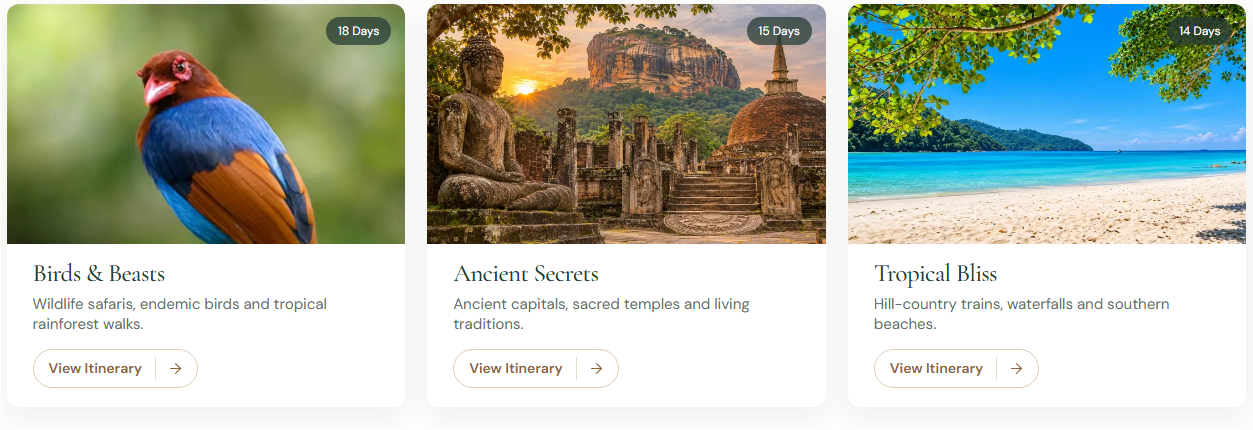 18 Days
15 Days
14 Days
Birds & Beasts
Wildlife safaris, endemic birds and tropical
rainforest walks.
View Itinerary →
Ancient Secrets
Ancient capitals, sacred temples and living
traditions.
View Itinerary →
Tropical Bliss
Hill-country trains, waterfalls and southern
beaches.
View Itinerary →